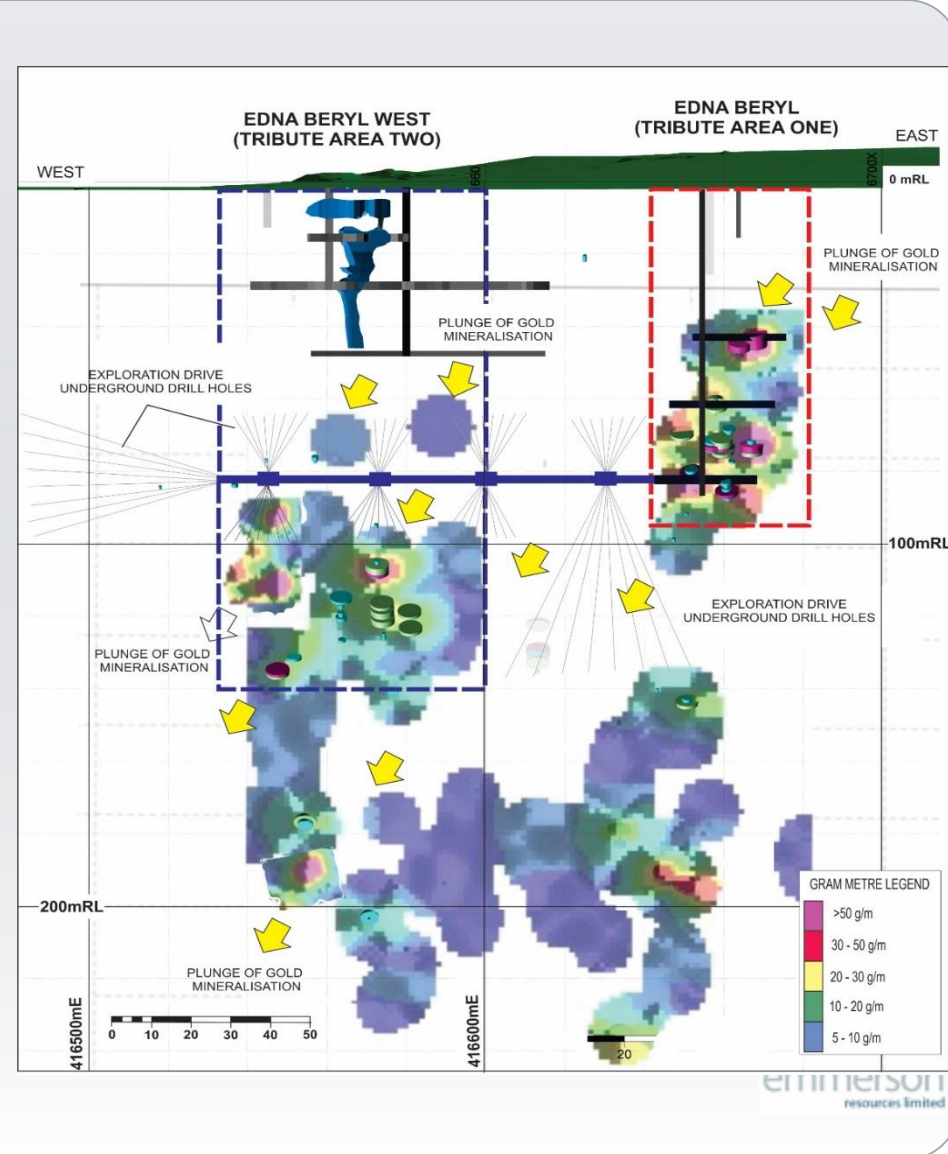 EDNA BERYL WEST
(TRIBUTE AREA TWO)
EDNA BERYL
(TRIBUTE AREA ONE)
WEST
EAST
6700X
0 mRL
PLUNGE OF GOLD
MINERALISATION
PLUNGE OF GOLD
MINERALISATION
EXPLORATION DRIVE
UNDERGROUND DRILL HOLES
100mRL
EXPLORATION DRIVE
UNDERGROUND DRILL HOLES
PLUNGE OF GOLD
MINERALISATION
200mRL
PLUNGE OF GOLD
MINERALISATION
GRAM METRE LEGEND
>50 g/m
30 - 50 g/m
20 - 30 g/m
10 - 20 g/m
5 - 10 g/m
416500mE
416600mE
0 10 20 30 40 50
20
emmerson
resources limited